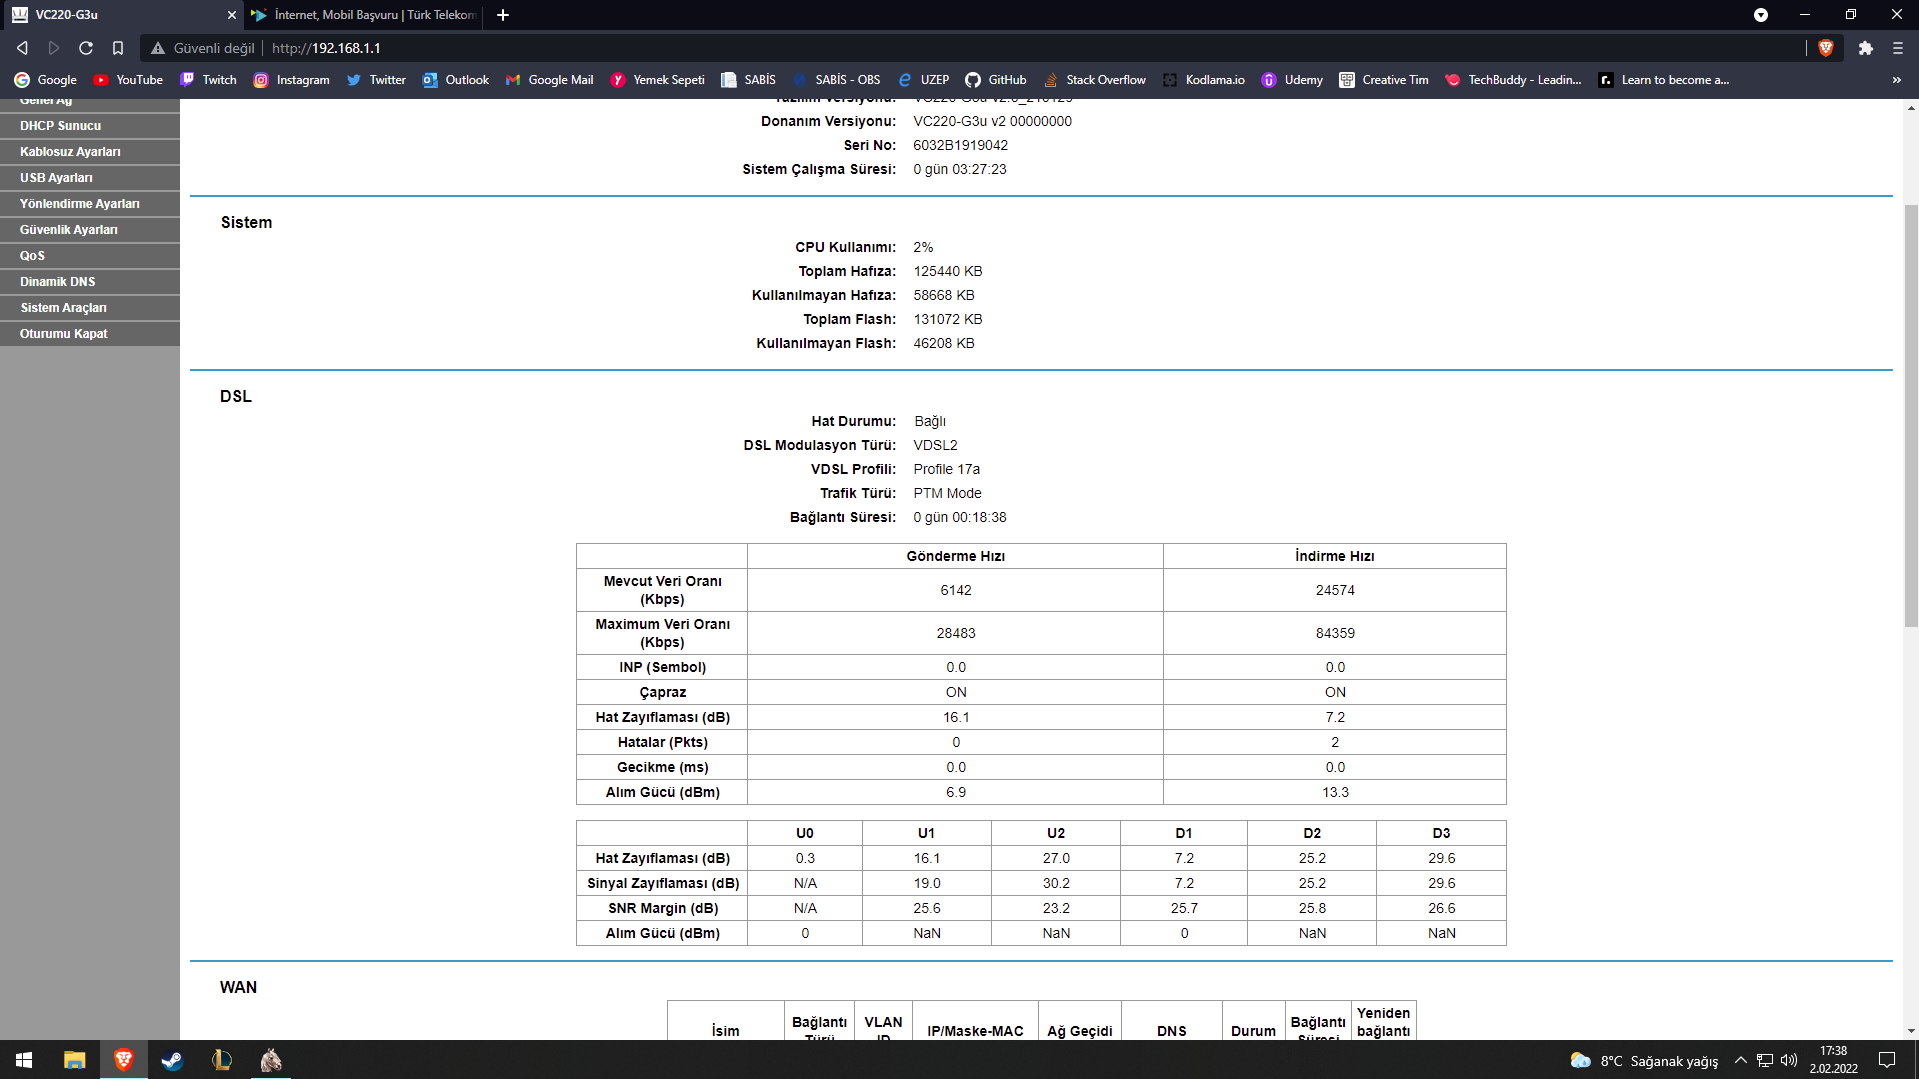 VC220-G3u
İnternet, Mobil Başvuru | Türk Telekom
Güvenli değil
http://192.168.1.1
Google
YouTube
Twitch
Instagram
Twitter
Outlook
Google Mail
Yemek Sepeti
SABİS
SABİS - OBS
UZEP
GitHub
Stack Overflow
Kodlama.io
Udemy
Creative Tim
TechBuddy - Leadin...
Learn to become a...
Genel Ağ
DHCP Sunucu
Kablosuz Ayarları
USB Ayarları
Yönlendirme Ayarları
Güvenlik Ayarları
QoS
Dinamik DNS
Sistem Araçları
Oturumu Kapat
Yazılım Versiyonu: VC220-G3u v2.0_210129
Donanım Versiyonu: VC220-G3u v2 00000000
Seri No: 6032B1919042
Sistem Çalışma Süresi: 0 gün 03:27:23
Sistem
CPU Kullanımı: 2%
Toplam Hafıza: 125440 KB
Kullanılmayan Hafıza: 58668 KB
Toplam Flash: 131072 KB
Kullanılmayan Flash: 46208 KB
DSL
Hat Durumu: Bağlı
DSL Modulasyon Türü: VDSL2
VDSL Profili: Profile 17a
Trafik Türü: PTM Mode
Bağlantı Süresi: 0 gün 00:18:38
Gönderme Hızı İndirme Hızı
Mevcut Veri Oranı (Kbps) 6142 24574
Maximum Veri Oranı (Kbps) 28483 84359
INP (Sembol) 0.0 0.0
Çapraz ON ON
Hat Zayıflaması (dB) 16.1 7.2
Hatalar (Pkts) 0 2
Gecikme (ms) 0.0 0.0
Alım Gücü (dBm) 6.9 13.3
U0 U1 U2 D1 D2 D3
Hat Zayıflaması (dB) 0.3 16.1 27.0 7.2 25.2 29.6
Sinyal Zayıflaması (dB) N/A 19.0 30.2 7.2 25.2 29.6
SNR Margin (dB) N/A 25.6 23.2 25.7 25.8 26.6
Alım Gücü (dBm) 0 NaN NaN 0 NaN NaN
WAN
İsim
Bağlantı Türü
VLAN ID
IP/Maske-MAC
Ağ Geçidi
DNS
Durum
Bağlantı Süresi
Yeniden bağlantı
8°C Sağanak yağış
17:38
2.02.2022